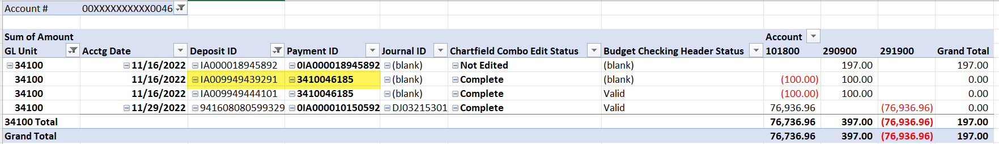 Account # 00XXXXXXXXXX0046
Sum of Amount Account
GL Unit Acctg Date Deposit ID Payment ID Journal ID Chartfield Combo Edit Status Budget Checking Header Status 101800 290900 291900 Grand Total
34100 11/16/2022 IA000018945892 0IA000018945892 (blank) Not Edited (blank) 197.00 197.00
34100 11/16/2022 IA009949439291 3410046185 (blank) Complete (blank) (100.00) 100.00 0.00
34100 11/16/2022 IA009949444101 3410046185 (blank) Complete Valid (100.00) 100.00 0.00
34100 11/29/2022 941608080599329 0IA000010150592 DJ03215301 Complete Valid 76,936.96 (76,936.96) 0.00
34100 Total 76,736.96 397.00 (76,936.96) 197.00
Grand Total 76,736.96 397.00 (76,936.96) 197.00